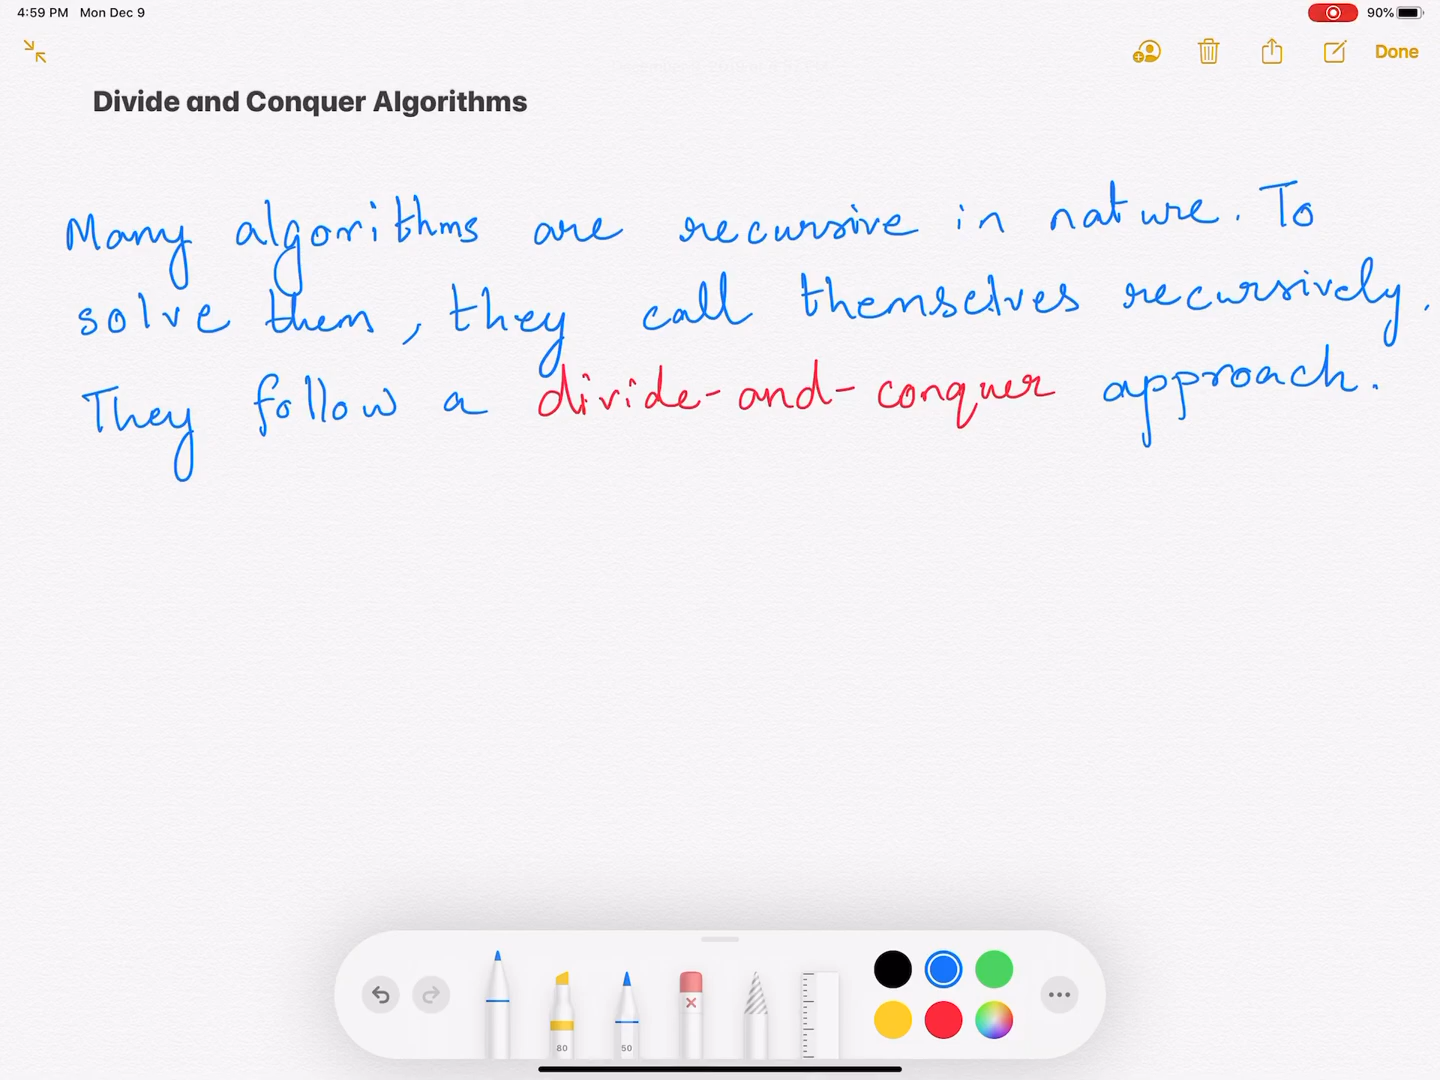 4:59 PM Mon Dec 9 90%
Done
Divide and Conquer Algorithms
Many algorithms are recursive in nature. To
solve them, they call themselves recursively.
They follow a divide-and-conquer approach.
80 50